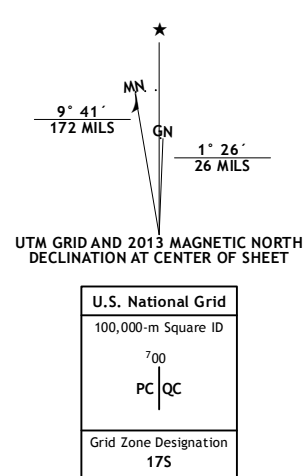 ★
MN
9° 41´
172 MILS
GN
1° 26´
26 MILS
UTM GRID AND 2013 MAGNETIC NORTH
DECLINATION AT CENTER OF SHEET
U.S. National Grid
100,000-m Square ID
⁷00
PC QC
Grid Zone Designation
17S